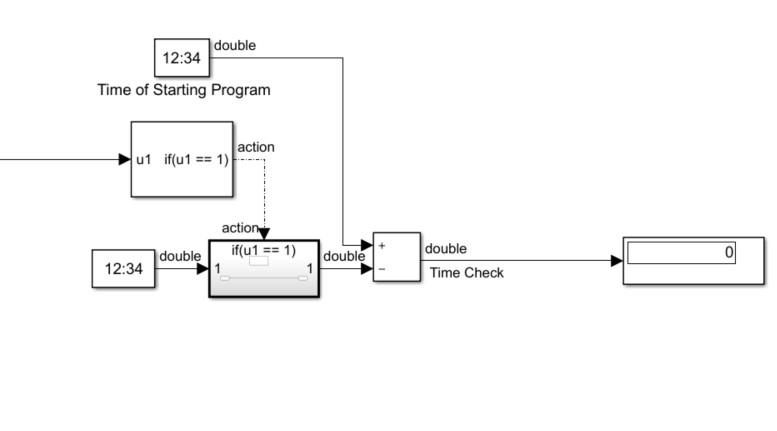 double
12:34
Time of Starting Program
action
u1 if(u1 == 1)
action
if(u1 == 1)
double
12:34
1 1
double
+
−
double
Time Check
0